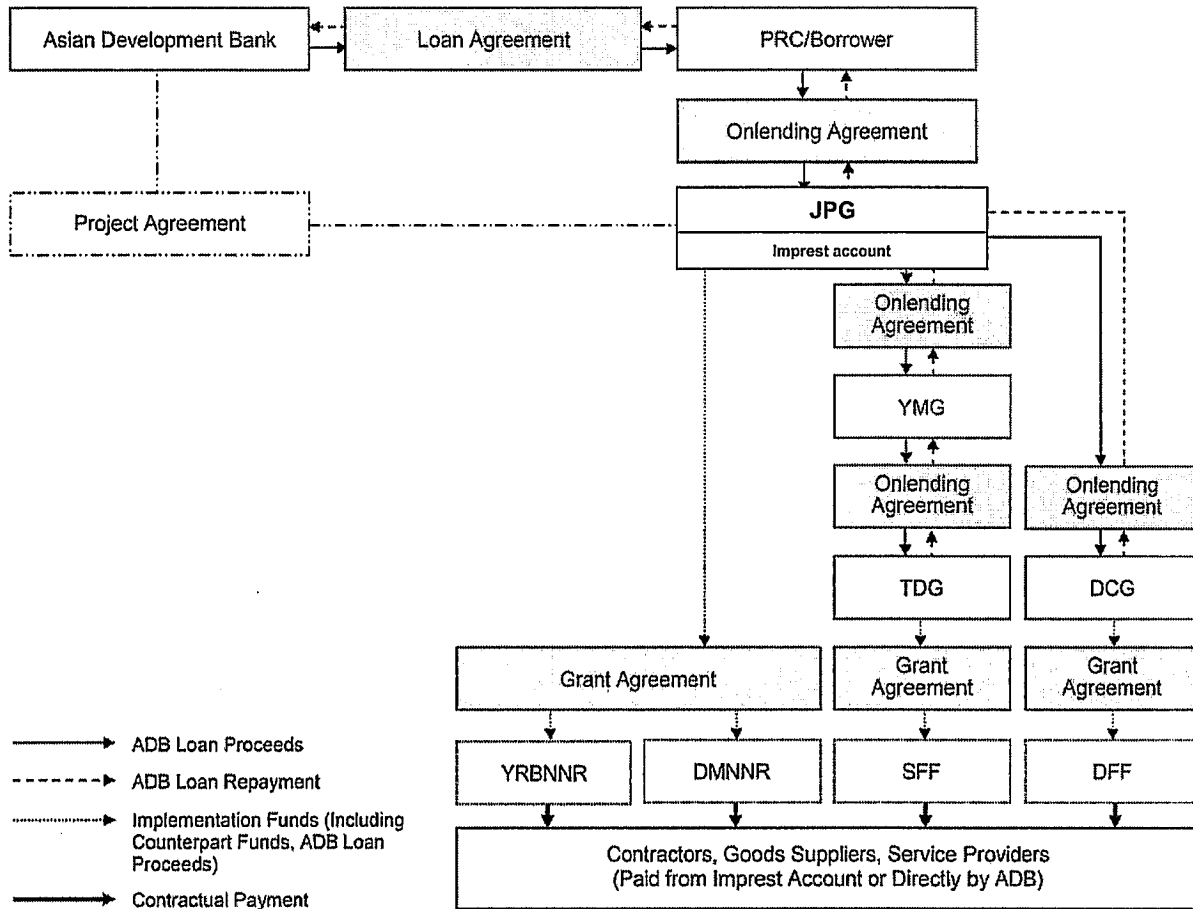 Asian Development Bank
Loan Agreement
PRC/Borrower
Onlending Agreement
Project Agreement
JPG
Imprest account
Onlending
Agreement
YMG
Onlending
Agreement
Onlending
Agreement
TDG
DCG
Grant Agreement
Grant
Agreement
Grant
Agreement
YRBNNR
DMNNR
SFF
DFF
Contractors, Goods Suppliers, Service Providers
(Paid from Imprest Account or Directly by ADB)
ADB Loan Proceeds
ADB Loan Repayment
Implementation Funds (Including
Counterpart Funds, ADB Loan
Proceeds)
Contractual Payment